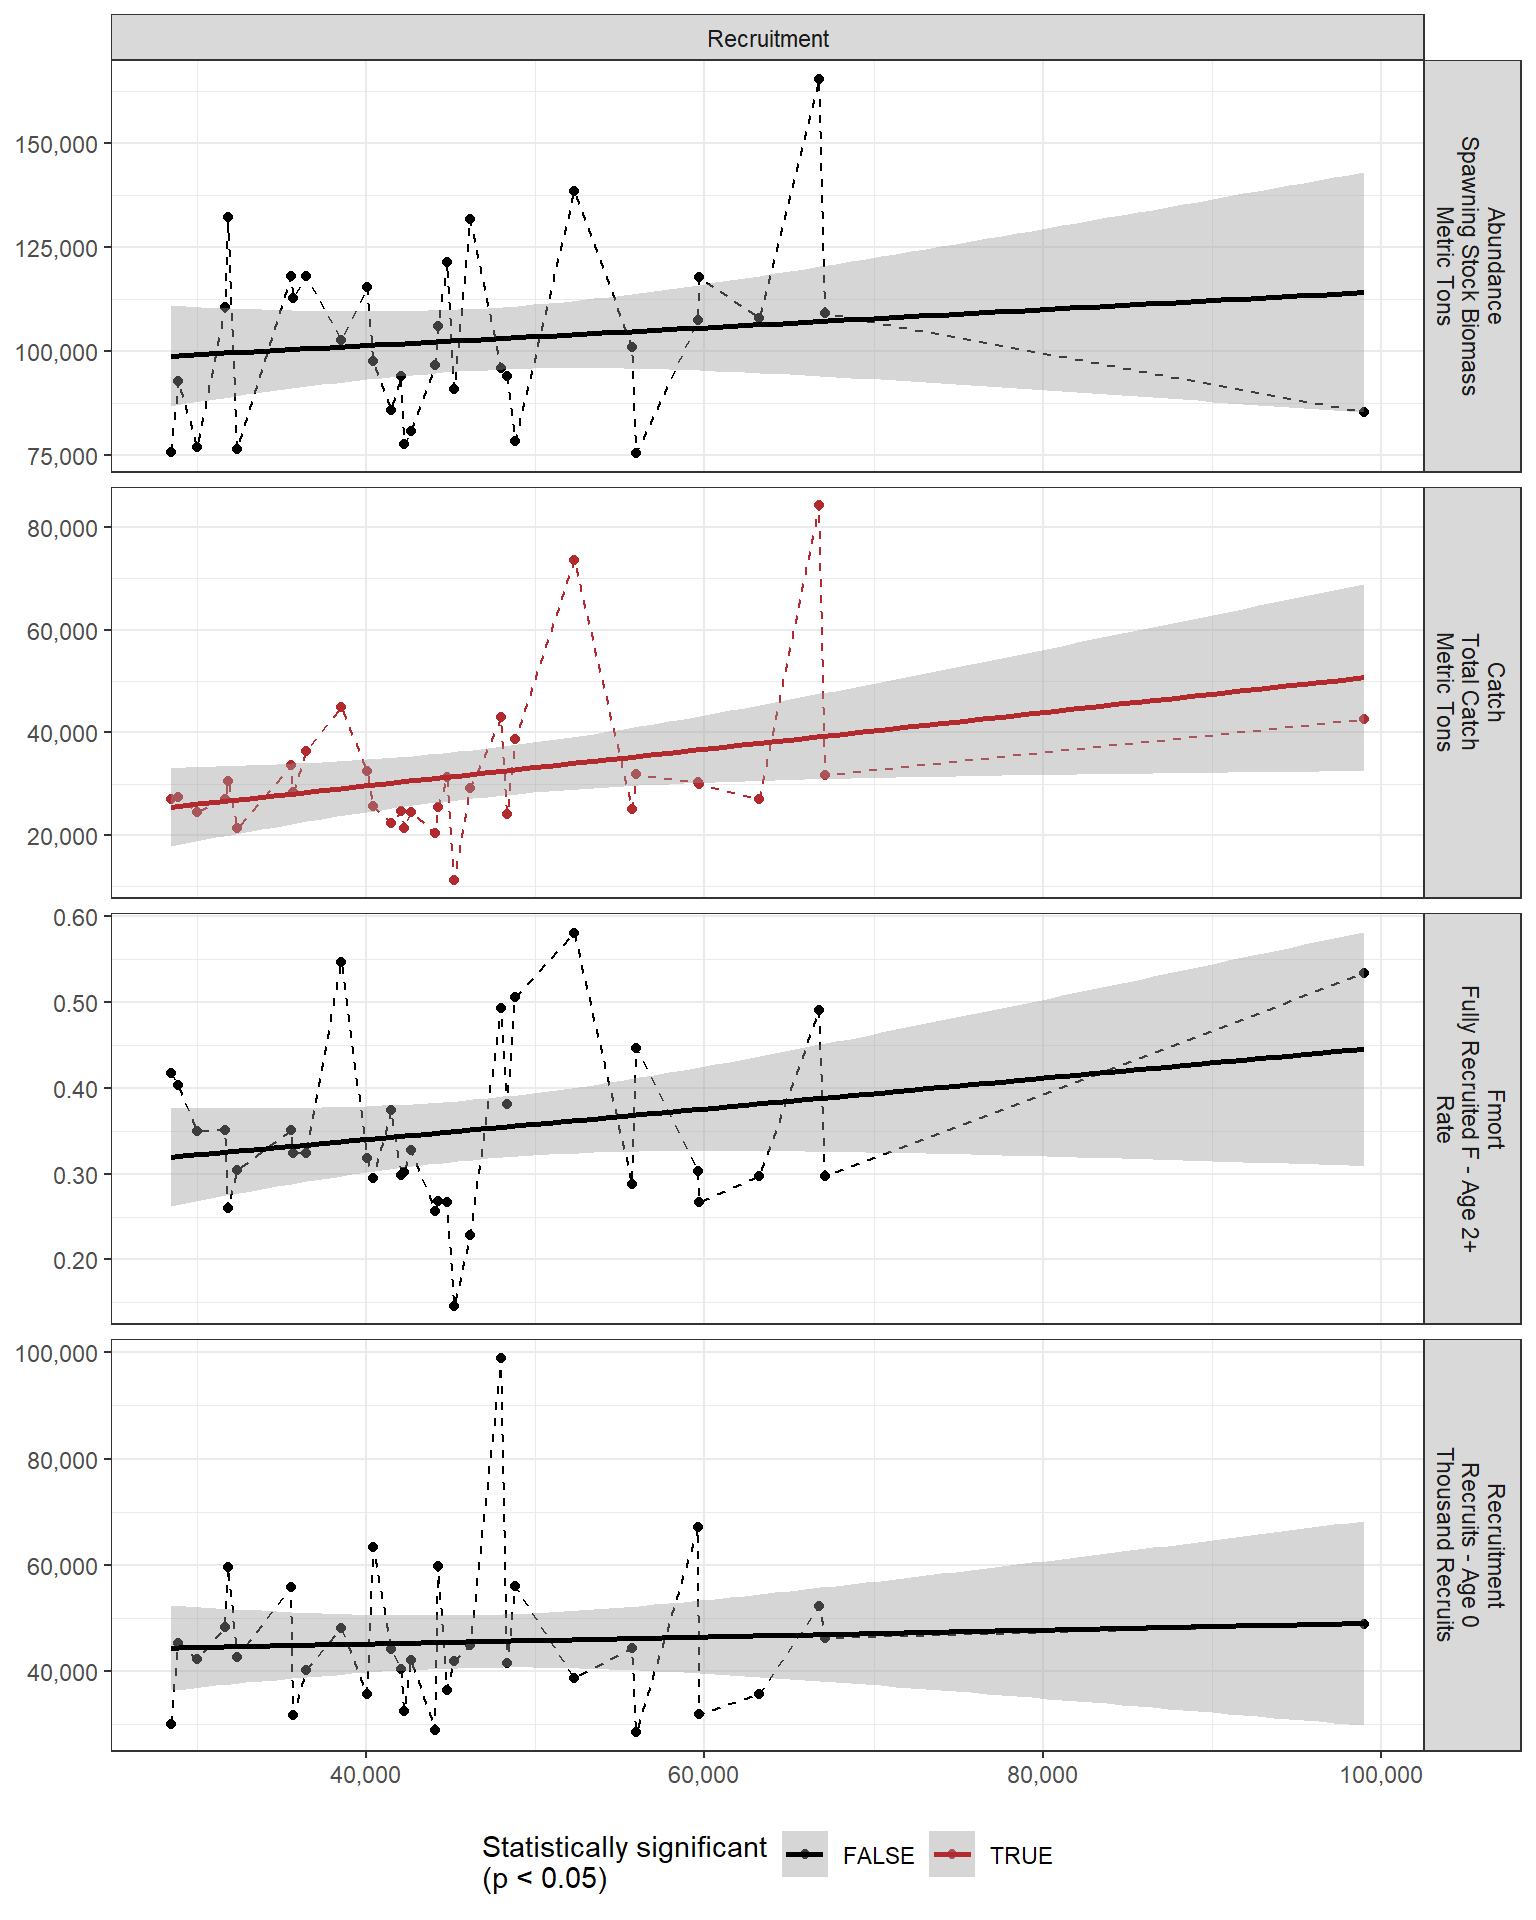 Recruitment
150,000
125,000
100,000
75,000
Abundance
Spawning Stock Biomass
Metric Tons
80,000
60,000
40,000
20,000
Catch
Total Catch
Metric Tons
0.60
0.50
0.40
0.30
0.20
Fmort
Fully Recruited F - Age 2+
Rate
100,000
80,000
60,000
40,000
Recruitment
Recruits - Age 0
Thousand Recruits
40,000 60,000 80,000 100,000
Statistically significant
(p < 0.05)
FALSE TRUE